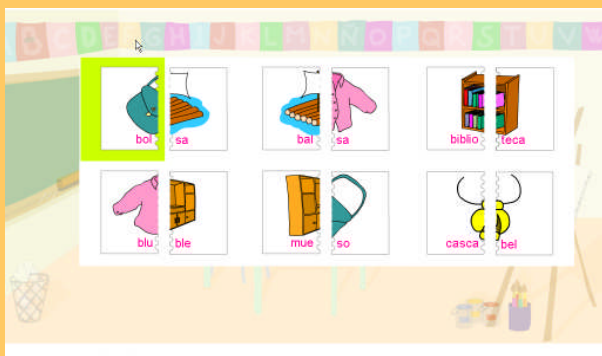 A B C D E F G H I J K L M N Ñ O P Q R S T U V W
bol sa bal sa biblio teca
blu ble mue so casca bel